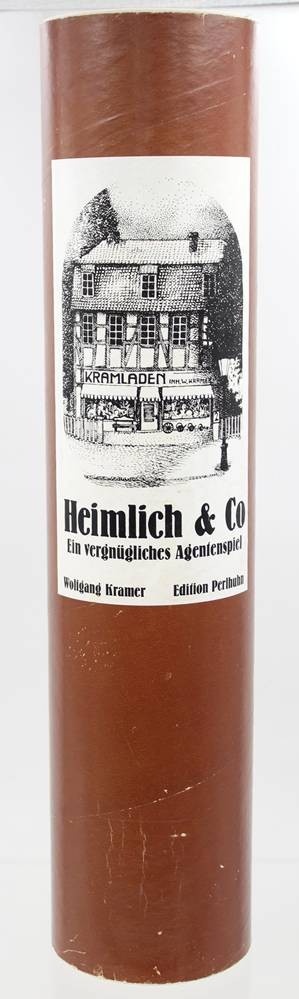 KRAMLADEN INH. W. KRAMER
Heimlich & Co
Ein vergnügliches Agentenspiel
Wolfgang Kramer Edition Perlhuhn